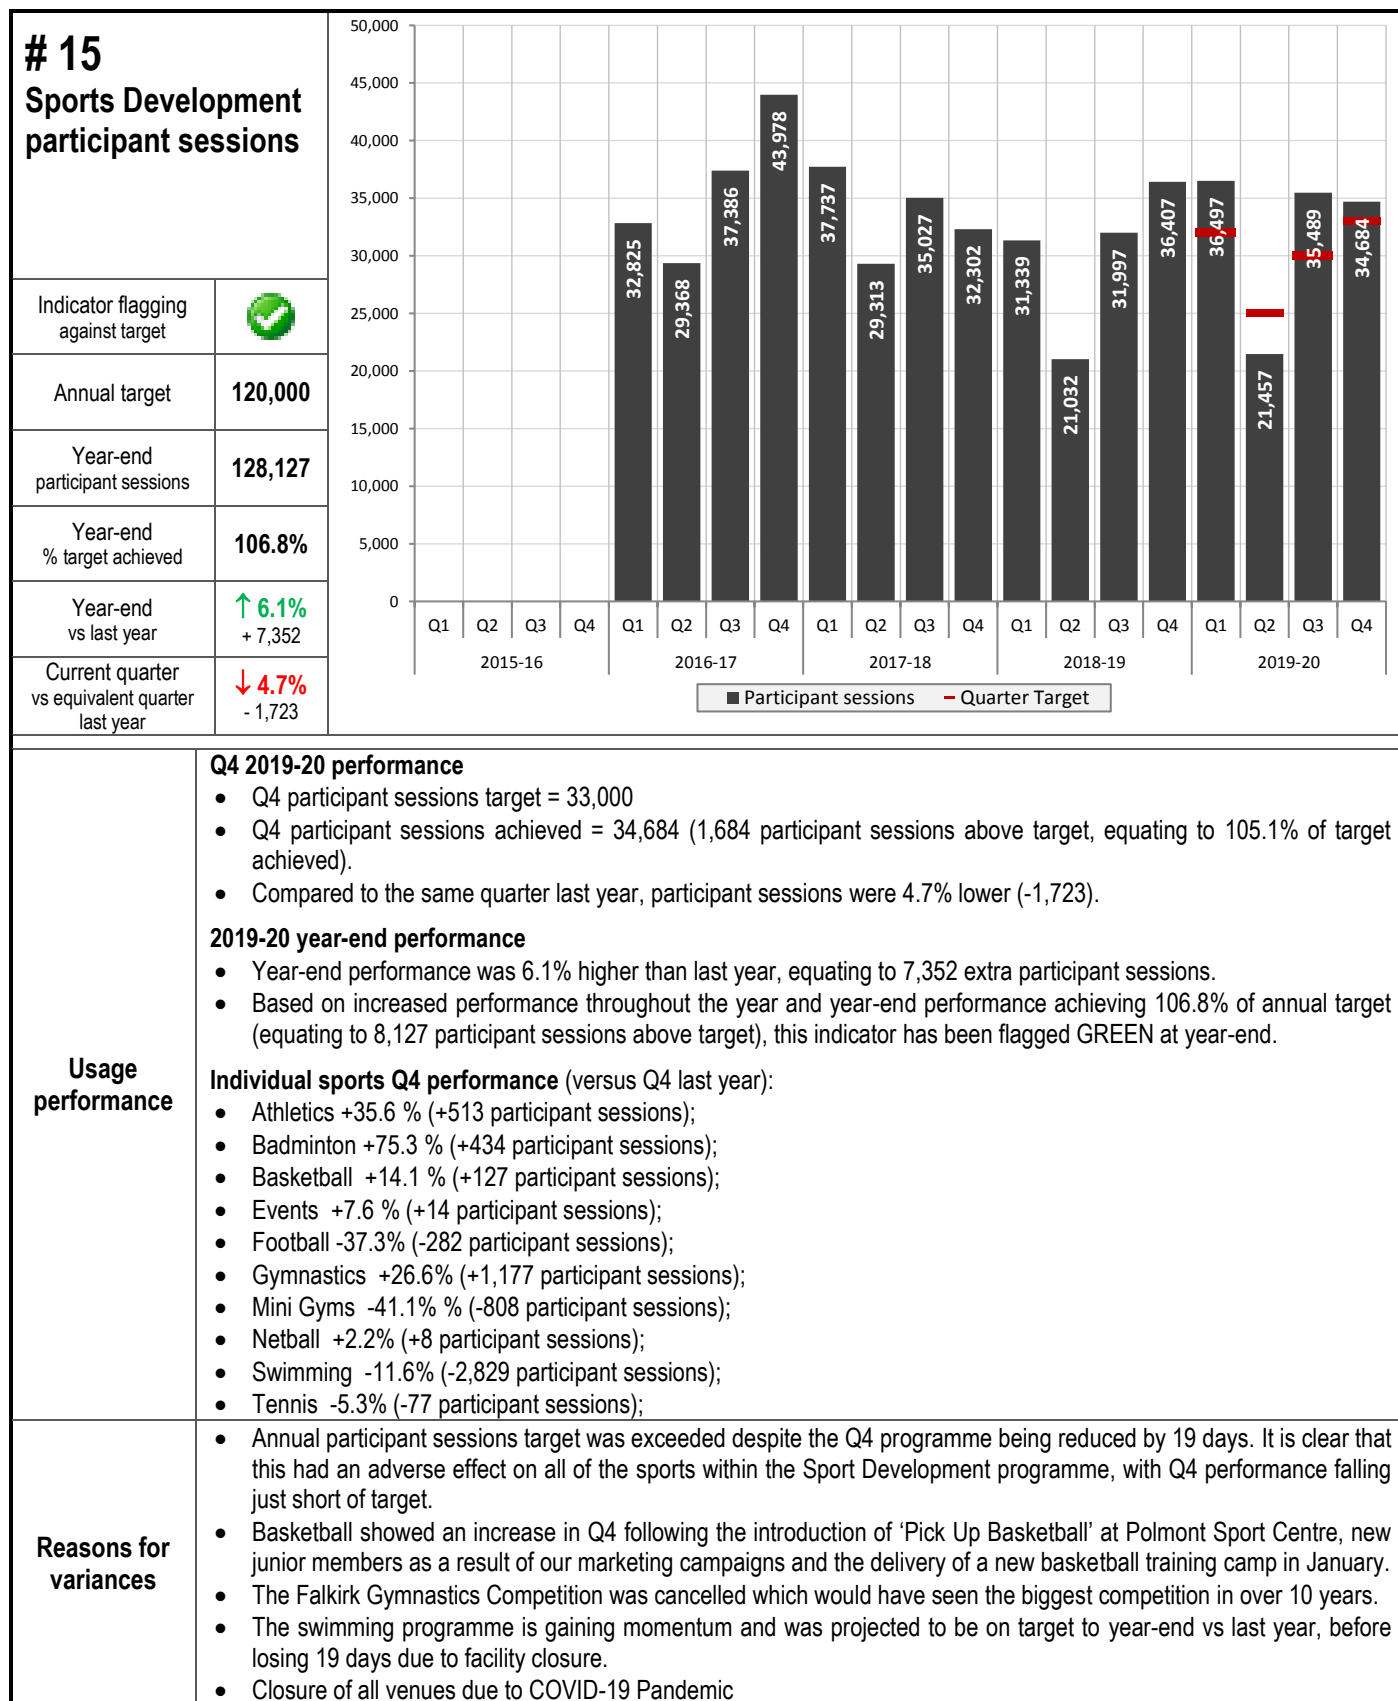 # 15
Sports Development
participant sessions
Indicator flagging
against target
Annual target
120,000
Year-end
participant sessions
128,127
Year-end
% target achieved
106.8%
Year-end
vs last year
↑ 6.1%
+ 7,352
Current quarter
vs equivalent quarter
last year
↓ 4.7%
- 1,723
50,000
45,000
40,000
35,000
30,000
25,000
20,000
15,000
10,000
5,000
0
32,825
29,368
37,386
43,978
37,737
29,313
35,027
32,302
31,339
21,032
31,997
36,407
36,497
21,457
35,489
34,684
Q1 Q2 Q3 Q4 Q1 Q2 Q3 Q4 Q1 Q2 Q3 Q4 Q1 Q2 Q3 Q4 Q1 Q2 Q3 Q4
2015-16 2016-17 2017-18 2018-19 2019-20
Participant sessions Quarter Target
Usage
performance
Q4 2019-20 performance
• Q4 participant sessions target = 33,000
• Q4 participant sessions achieved = 34,684 (1,684 participant sessions above target, equating to 105.1% of target
achieved).
• Compared to the same quarter last year, participant sessions were 4.7% lower (-1,723).
2019-20 year-end performance
• Year-end performance was 6.1% higher than last year, equating to 7,352 extra participant sessions.
• Based on increased performance throughout the year and year-end performance achieving 106.8% of annual target
(equating to 8,127 participant sessions above target), this indicator has been flagged GREEN at year-end.
Individual sports Q4 performance (versus Q4 last year):
• Athletics +35.6 % (+513 participant sessions);
• Badminton +75.3 % (+434 participant sessions);
• Basketball +14.1 % (+127 participant sessions);
• Events +7.6 % (+14 participant sessions);
• Football -37.3% (-282 participant sessions);
• Gymnastics +26.6% (+1,177 participant sessions);
• Mini Gyms -41.1% % (-808 participant sessions);
• Netball +2.2% (+8 participant sessions);
• Swimming -11.6% (-2,829 participant sessions);
• Tennis -5.3% (-77 participant sessions);
Reasons for
variances
• Annual participant sessions target was exceeded despite the Q4 programme being reduced by 19 days. It is clear that
this had an adverse effect on all of the sports within the Sport Development programme, with Q4 performance falling
just short of target.
• Basketball showed an increase in Q4 following the introduction of ‘Pick Up Basketball’ at Polmont Sport Centre, new
junior members as a result of our marketing campaigns and the delivery of a new basketball training camp in January.
• The Falkirk Gymnastics Competition was cancelled which would have seen the biggest competition in over 10 years.
• The swimming programme is gaining momentum and was projected to be on target to year-end vs last year, before
losing 19 days due to facility closure.
• Closure of all venues due to COVID-19 Pandemic